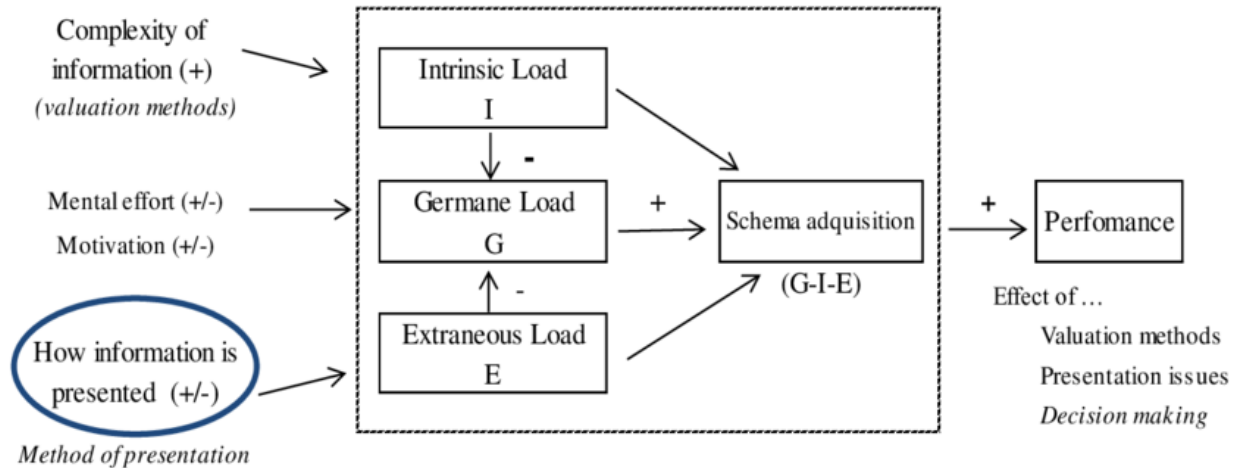 Complexity of
information (+)
(valuation methods)
Intrinsic Load
I
-
Mental effort (+/-)
Motivation (+/-)
Germane Load
G
+
Schema adquisition
(G-I-E)
+
Perfomance
-
How information is
presented (+/-)
Method of presentation
Extraneous Load
E
Effect of ...
Valuation methods
Presentation issues
Decision making